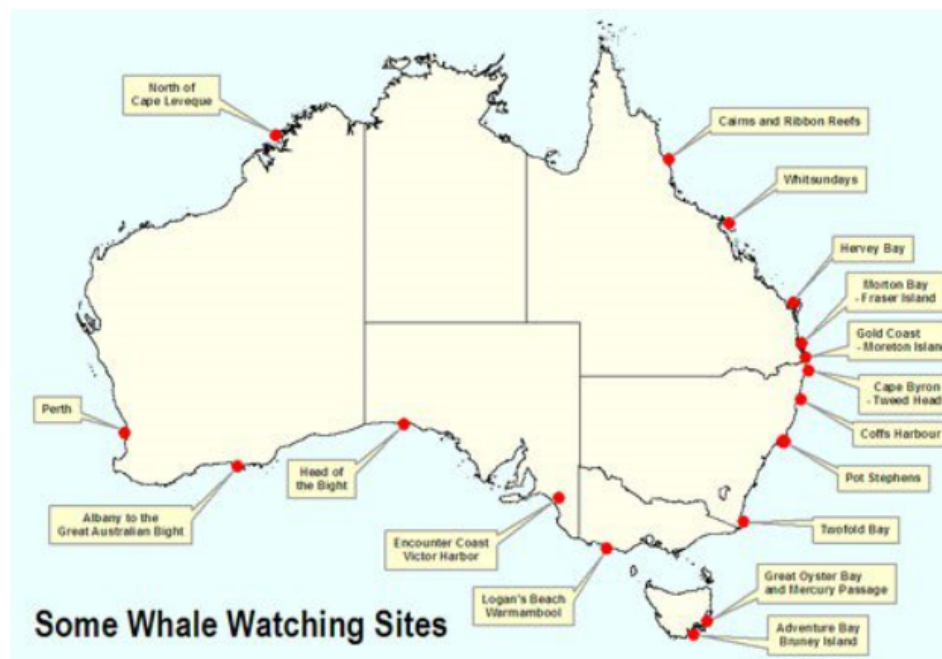 North of
Cape Leveque
Cairns and Ribbon Reefs
Whitsundays
Hervey Bay
Morton Bay
- Fraser Island
Gold Coast
- Moreton Island
Cape Byron
- Tweed Head
Coffs Harbour
Pot Stephens
Perth
Head of
the Bight
Albany to the
Great Australian Bight
Encounter Coast
Victor Harbor
Twofold Bay
Logan's Beach
Warrnambool
Great Oyster Bay
and Mercury Passage
Adventure Bay
Bruney Island
Some Whale Watching Sites